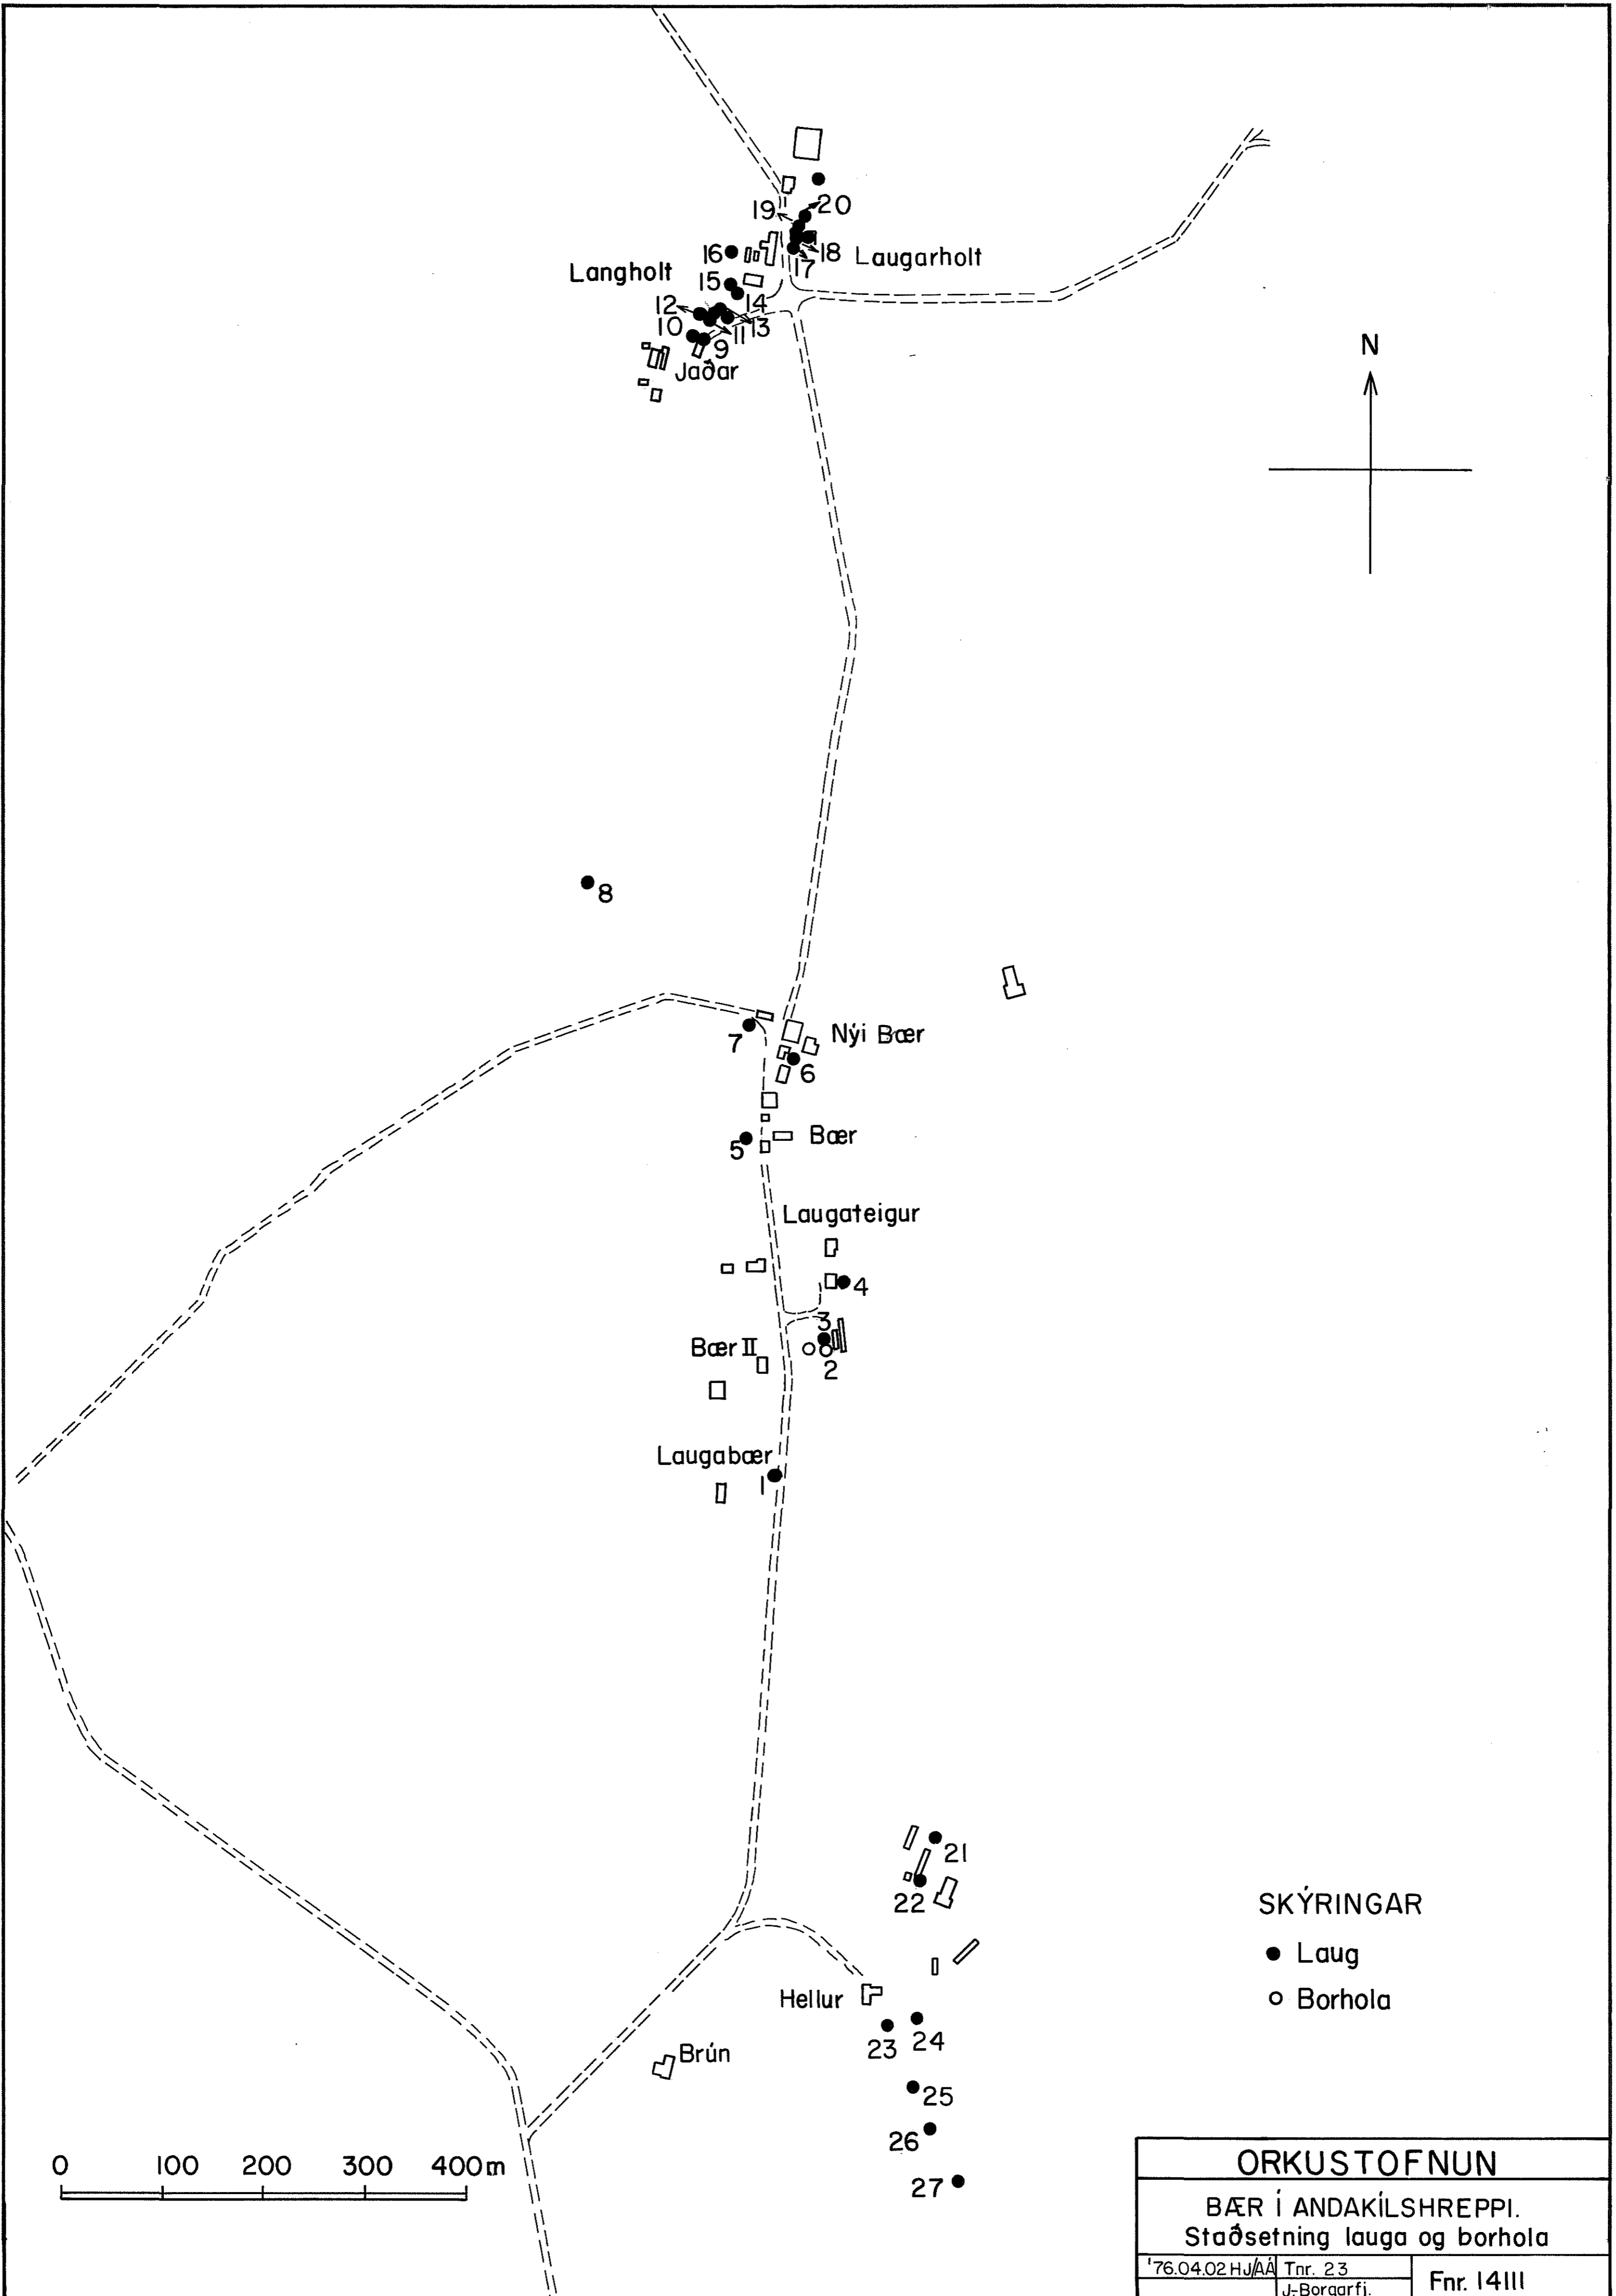 20
19
18
17
Laugarholt
16
Langholt
15
14
12
13
10
11
9
Jaðar
N
8
7
Nýi Bær
6
5
Bær
Laugateigur
4
3
Bær II
2
Laugabær
1
21
22
SKÝRINGAR
Laug
Borhola
Hellur
23
24
Brún
25
26
27
0 100 200 300 400m
ORKUSTOFNUN
BÆR Í ANDAKÍLSHREPPI.
Staðsetning lauga og borhola
'76.04.02 HJ/AÁ
Tnr. 23
J-Borgarfj.
Fnr. 14111